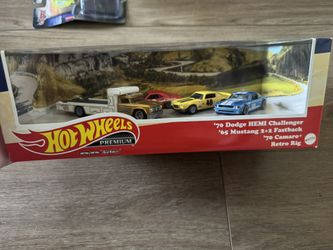 HOT WHEELS
PREMIUM
'70 Dodge HEMI Challenger
'65 Mustang 2+2 Fastback
'70 Camaro
Retro Rig